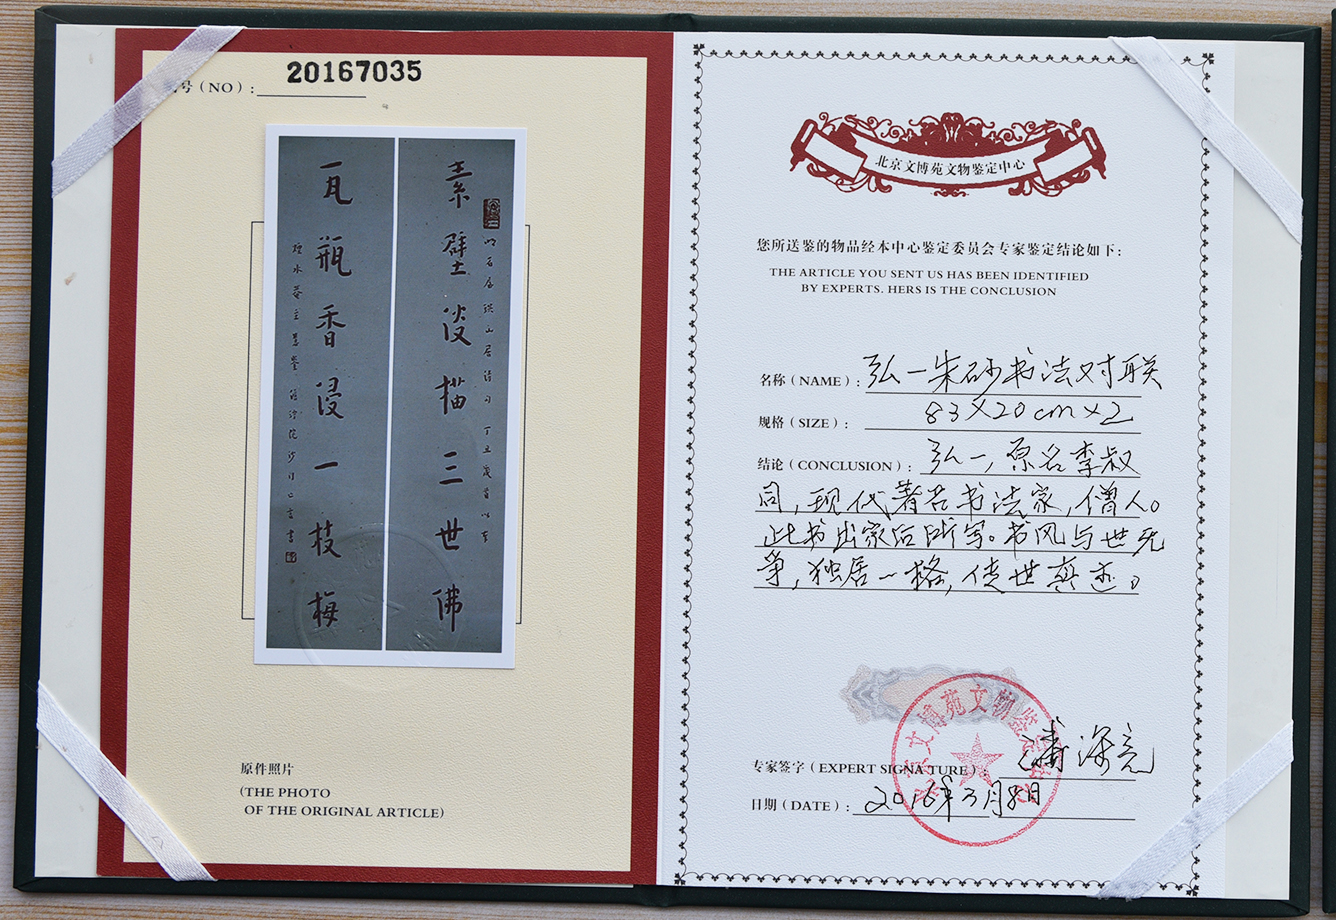 号(NO):
20167035
素壁淡描三世佛
瓦瓶香浸一枝梅
原件照片
(THE PHOTO
OF THE ORIGINAL ARTICLE)
北京文博苑文物鉴定中心
您所送鉴的物品经本中心鉴定委员会专家鉴定结论如下:
THE ARTICLE YOU SENT US HAS BEEN IDENTIFIED
BY EXPERTS. HERS IS THE CONCLUSION
名称(NAME): 弘一朱砂书法对联
规格(SIZE): 83×20cm×2
结论(CONCLUSION): 弘一,原名李叔
同,现代著名书法家,僧人。
此书出家后所写。书风与世无
争,独居一格,传世真迹。
专家签字(EXPERT SIGNATURE): 潘深亮
日期(DATE): 2016年3月8日